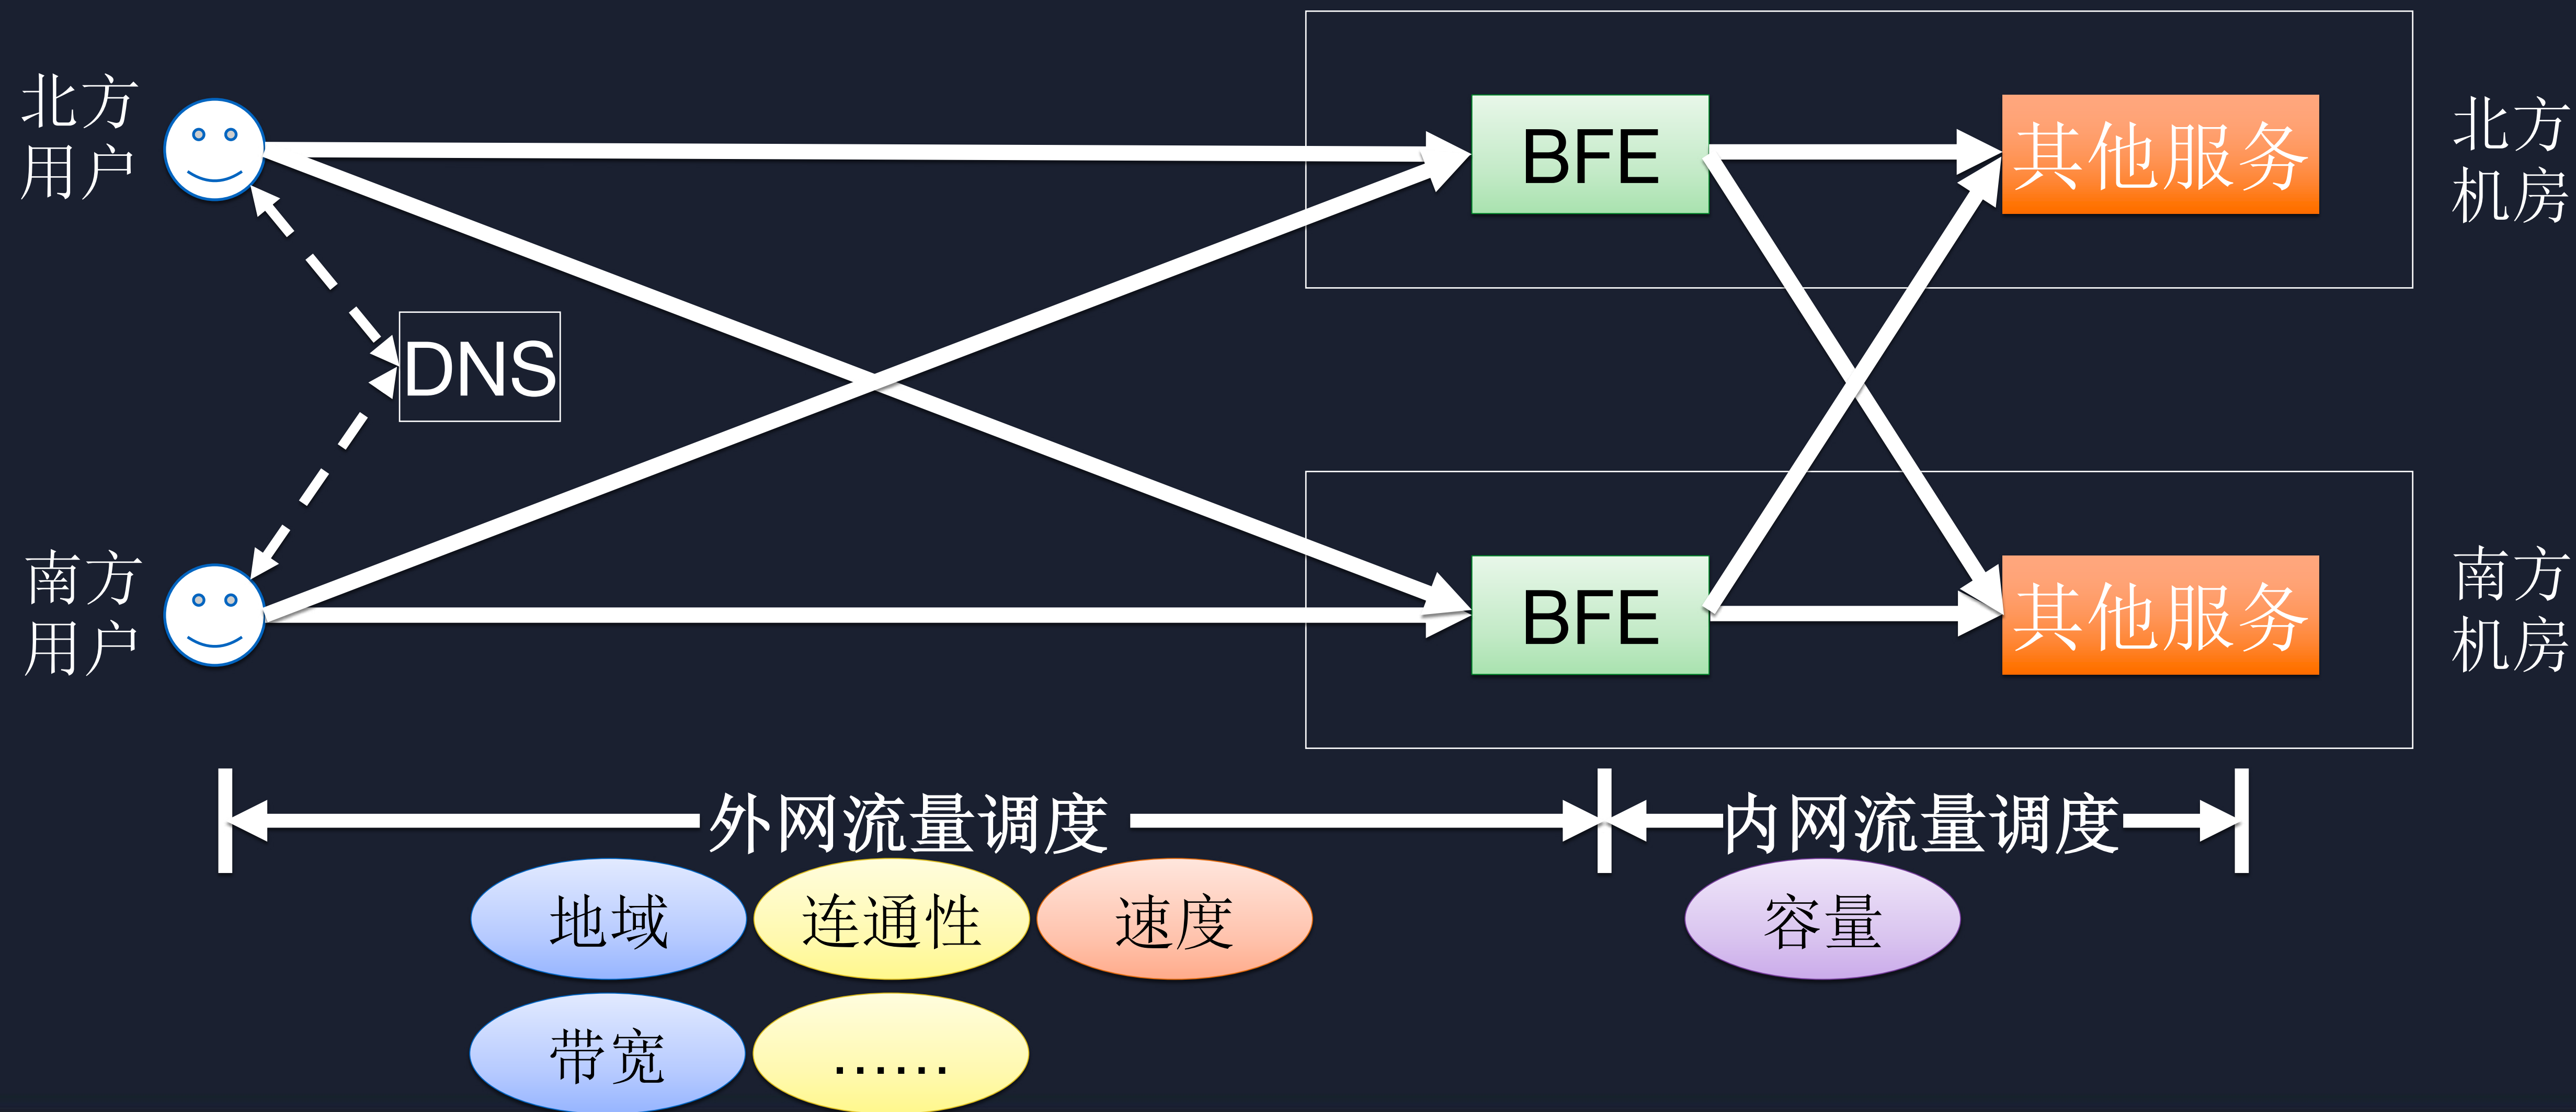 北方
用户
BFE
其他服务
北方
机房
DNS
南方
用户
BFE
其他服务
南方
机房
外网流量调度
内网流量调度
地域
连通性
速度
容量
带宽
......